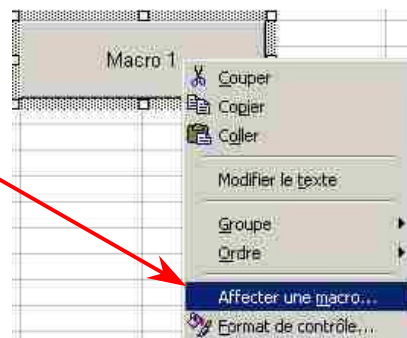 Macro 1
Couper
Copier
Coller
Modifier le texte
Groupe
Ordre
Affecter une macro...
Format de contrôle...